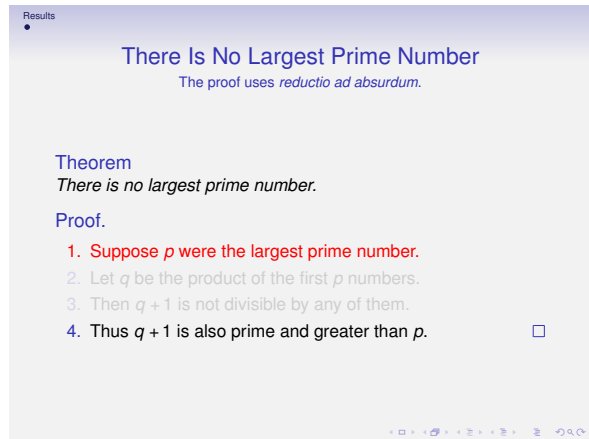 Results
There Is No Largest Prime Number
The proof uses reductio ad absurdum.
Theorem
There is no largest prime number.
Proof.
1. Suppose p were the largest prime number.
2. Let q be the product of the first p numbers.
3. Then q + 1 is not divisible by any of them.
4. Thus q + 1 is also prime and greater than p.